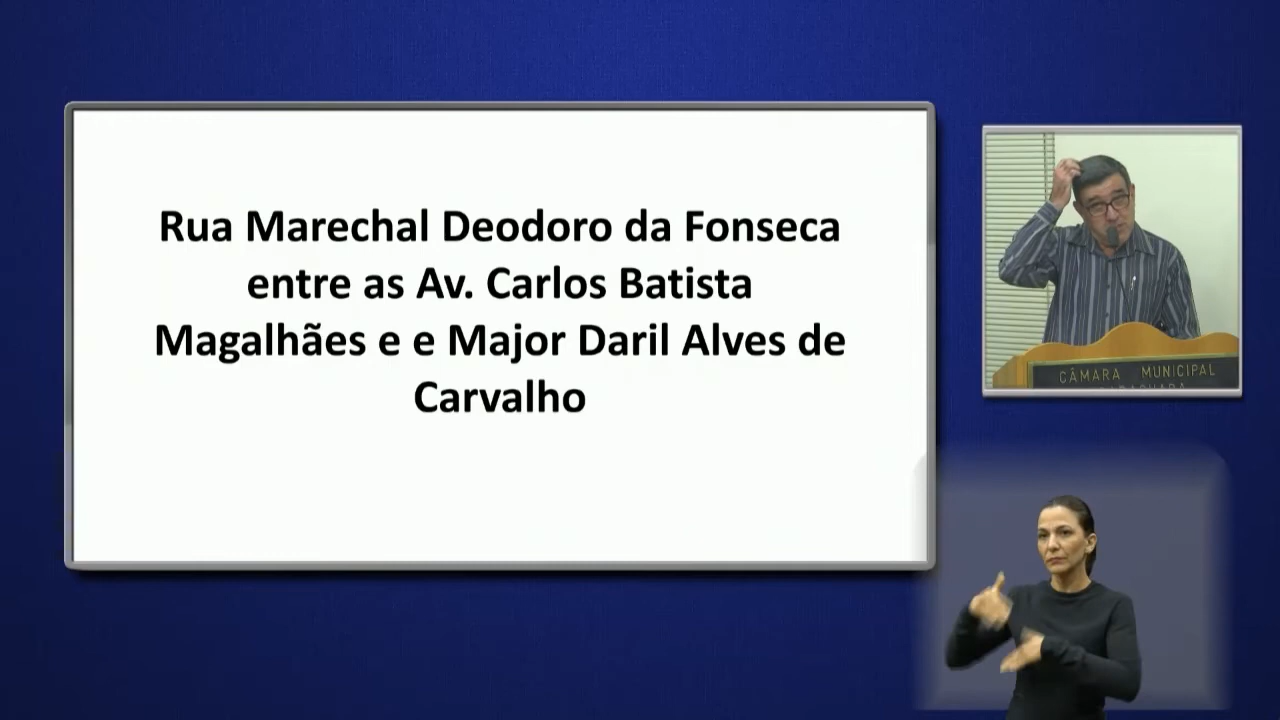 Rua Marechal Deodoro da Fonseca
entre as Av. Carlos Batista
Magalhães e e Major Daril Alves de
Carvalho
CÂMARA MUNICIPAL